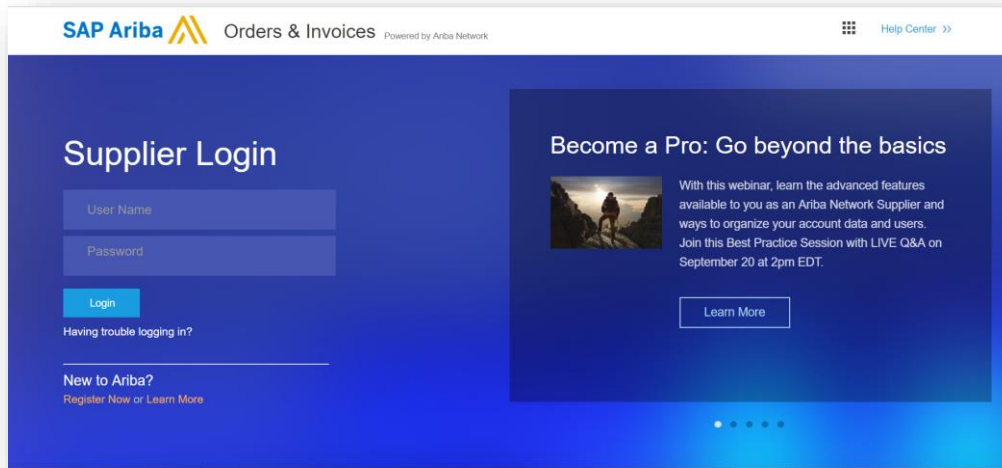 SAP Ariba Orders & Invoices Powered by Ariba Network
Help Center »
Supplier Login
User Name
Password
Login
Having trouble logging in?
New to Ariba?
Register Now or Learn More
Become a Pro: Go beyond the basics
With this webinar, learn the advanced features
available to you as an Ariba Network Supplier and
ways to organize your account data and users.
Join this Best Practice Session with LIVE Q&A on
September 20 at 2pm EDT.
Learn More